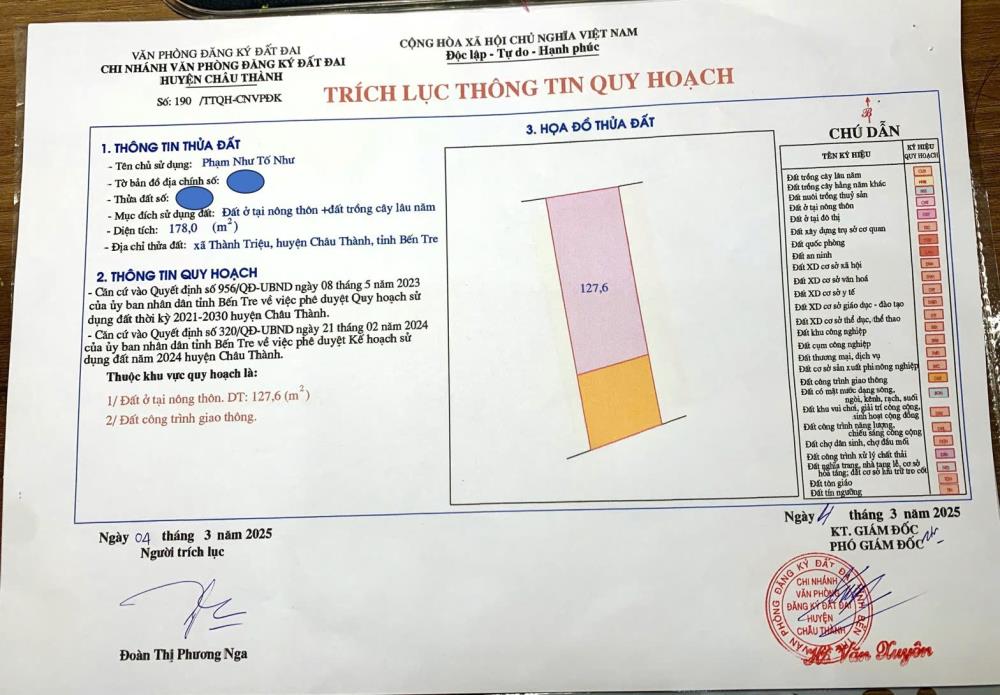 VĂN PHÒNG ĐĂNG KÝ ĐẤT ĐAI
CHI NHÁNH VĂN PHÒNG ĐĂNG KÝ ĐẤT ĐAI
HUYỆN CHÂU THÀNH
Số: 190 /TTQH-CNVPĐK
CỘNG HÒA XÃ HỘI CHỦ NGHĨA VIỆT NAM
Độc lập - Tự do - Hạnh phúc
TRÍCH LỤC THÔNG TIN QUY HOẠCH
1. THÔNG TIN THỬA ĐẤT
- Tên chủ sử dụng: Phạm Như Tố Như
- Tờ bản đồ địa chính số:
- Thửa đất số:
- Mục đích sử dụng đất: Đất ở tại nông thôn +đất trồng cây lâu năm
- Diện tích: 178,0 (m²)
- Địa chỉ thửa đất: xã Thành Triệu, huyện Châu Thành, tỉnh Bến Tre
2. THÔNG TIN QUY HOẠCH
- Căn cứ vào Quyết định số 956/QĐ-UBND ngày 08 tháng 5 năm 2023
của ủy ban nhân dân tỉnh Bến Tre về việc phê duyệt Quy hoạch sử
dụng đất thời kỳ 2021-2030 huyện Châu Thành.
- Căn cứ vào Quyết định số 320/QĐ-UBND ngày 21 tháng 02 năm 2024
của ủy ban nhân dân tỉnh Bến Tre về việc phê duyệt Kế hoạch sử
dụng đất năm 2024 huyện Châu Thành.
Thuộc khu vực quy hoạch là:
1/ Đất ở tại nông thôn. DT: 127,6 (m²)
2/ Đất công trình giao thông.
3. HỌA ĐỒ THỬA ĐẤT
127,6
B
CHÚ DẪN
TÊN KÝ HIỆU
KÝ HIỆU
QUY HOẠCH
Đất trồng cây lâu năm
Đất trồng cây hằng năm khác
Đất nuôi trồng thuỷ sản
Đất ở tại nông thôn
Đất ở tại đô thị
Đất xây dựng trụ sở cơ quan
Đất quốc phòng
Đất an ninh
Đất XD cơ sở xã hội
Đất XD cơ sở văn hoá
Đất XD cơ sở y tế
Đất XD cơ sở giáo dục - đào tạo
Đất XD cơ sở thể dục, thể thao
Đất khu công nghiệp
Đất cụm công nghiệp
Đất thương mại, dịch vụ
Đất cơ sở sản xuất phi nông nghiệp
Đất công trình giao thông
Đất có mặt nước dạng sông,
ngòi, kênh, rạch, suối
Đất khu vui chơi, giải trí công cộng,
sinh hoạt cộng đồng
Đất công trình năng lượng,
chiếu sáng công cộng
Đất chợ dân sinh, chợ đầu mối
Đất công trình xử lý chất thải
Đất nghĩa trang, nhà tang lễ, cơ sở
hoả táng; đất cơ sở lưu trữ tro cốt
Đất tôn giáo
Đất tín ngưỡng
Ngày 04 tháng 3 năm 2025
Người trích lục
Đoàn Thị Phương Nga
Ngày 4 tháng 3 năm 2025
KT. GIÁM ĐỐC
PHÓ GIÁM ĐỐC
CHI NHÁNH
VĂN PHÒNG
ĐĂNG KÝ ĐẤT ĐAI
HUYỆN
CHÂU THÀNH
Văn Xuyên